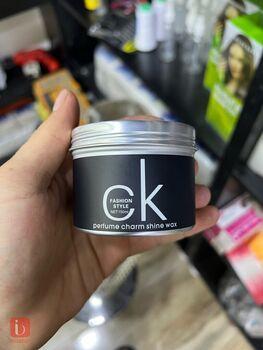 ck
FASHION
STYLE
NET 150ml
perfume charm shine wax